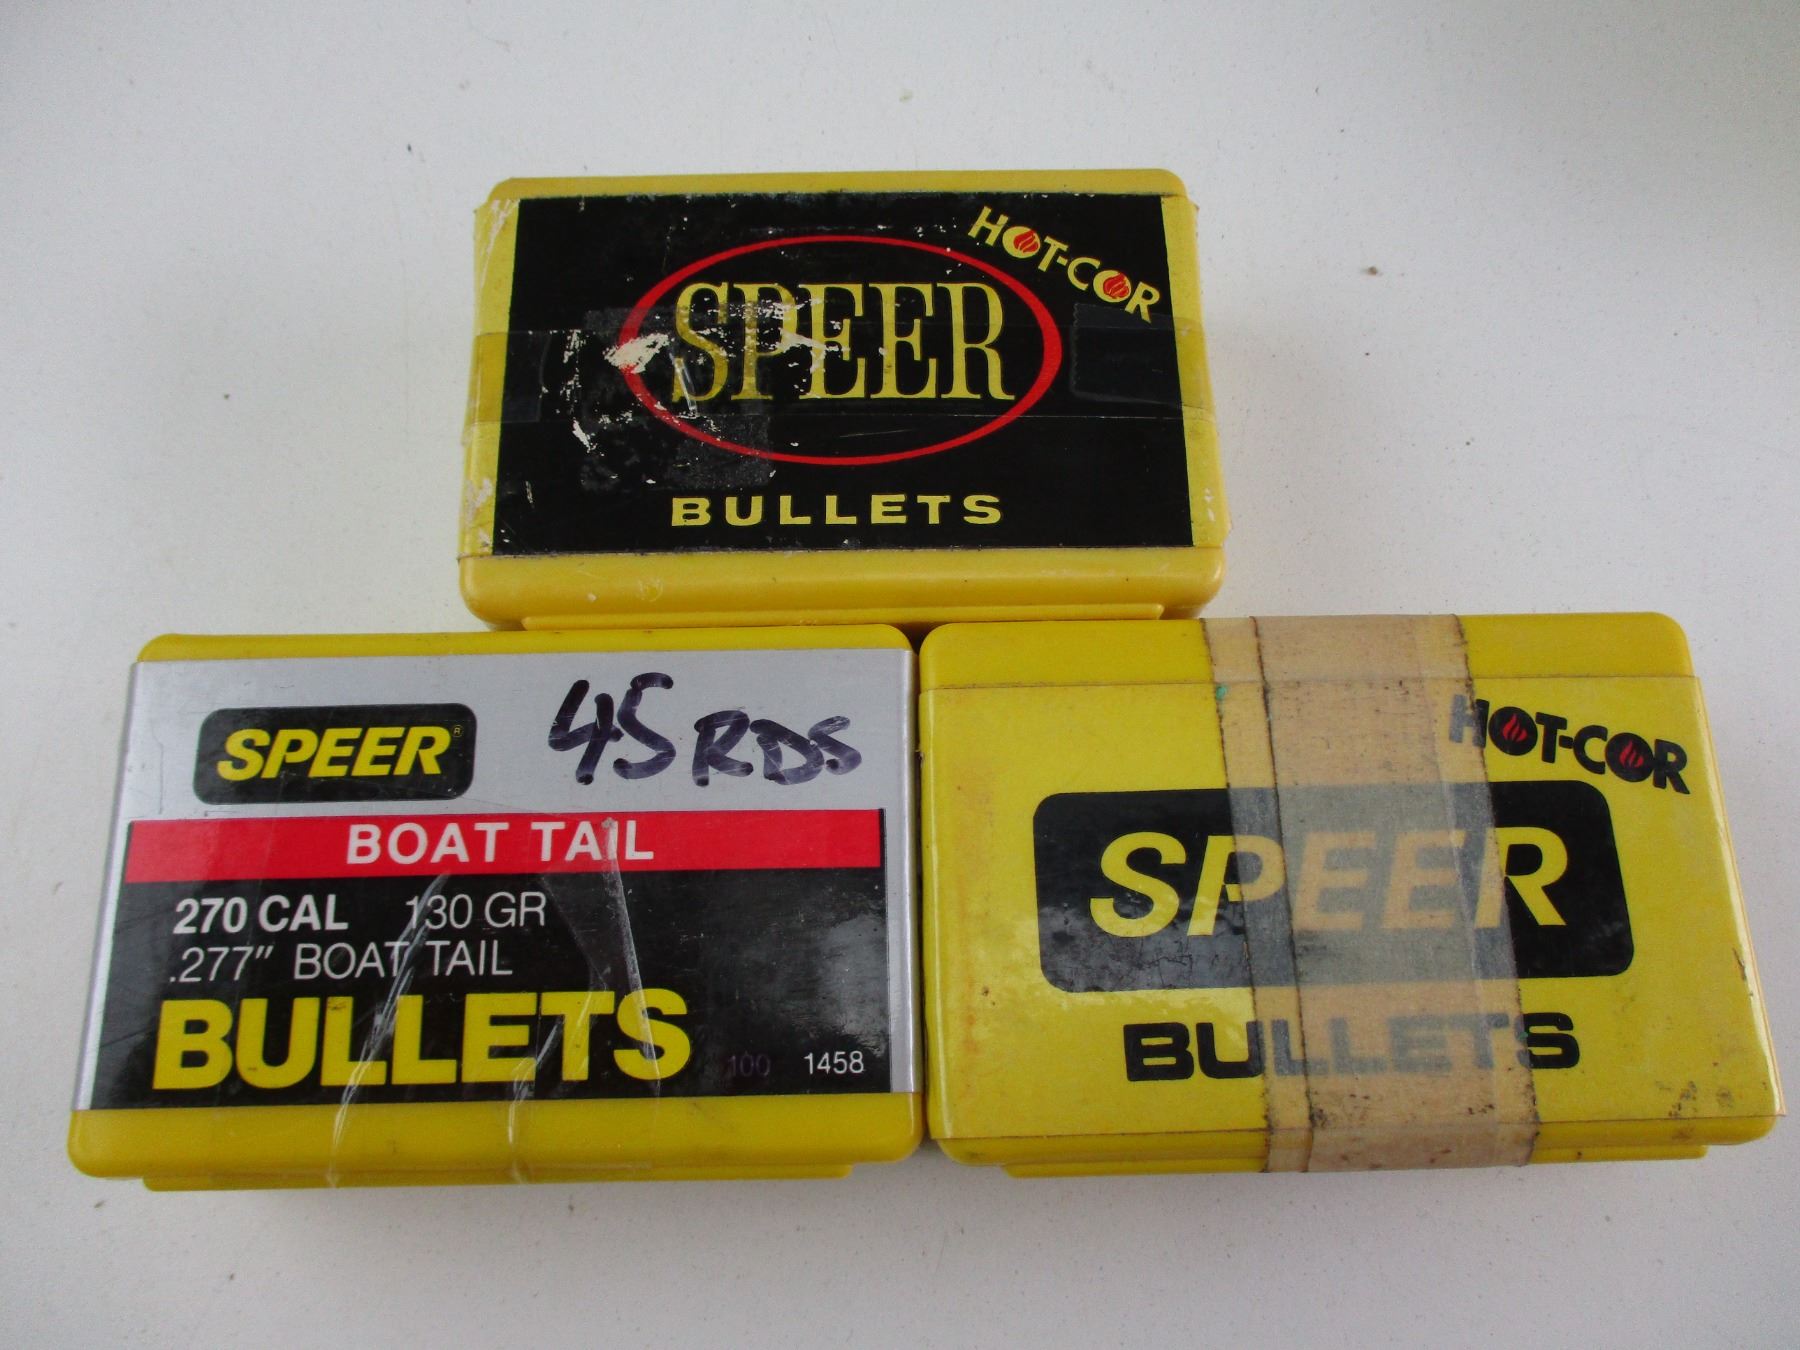 HOT-COR
SPEER
BULLETS
SPEER®
45 RDS
BOAT TAIL
270 CAL 130 GR
.277" BOAT TAIL
BULLETS
100 1458
HOT-COR
SPEER
BULLETS